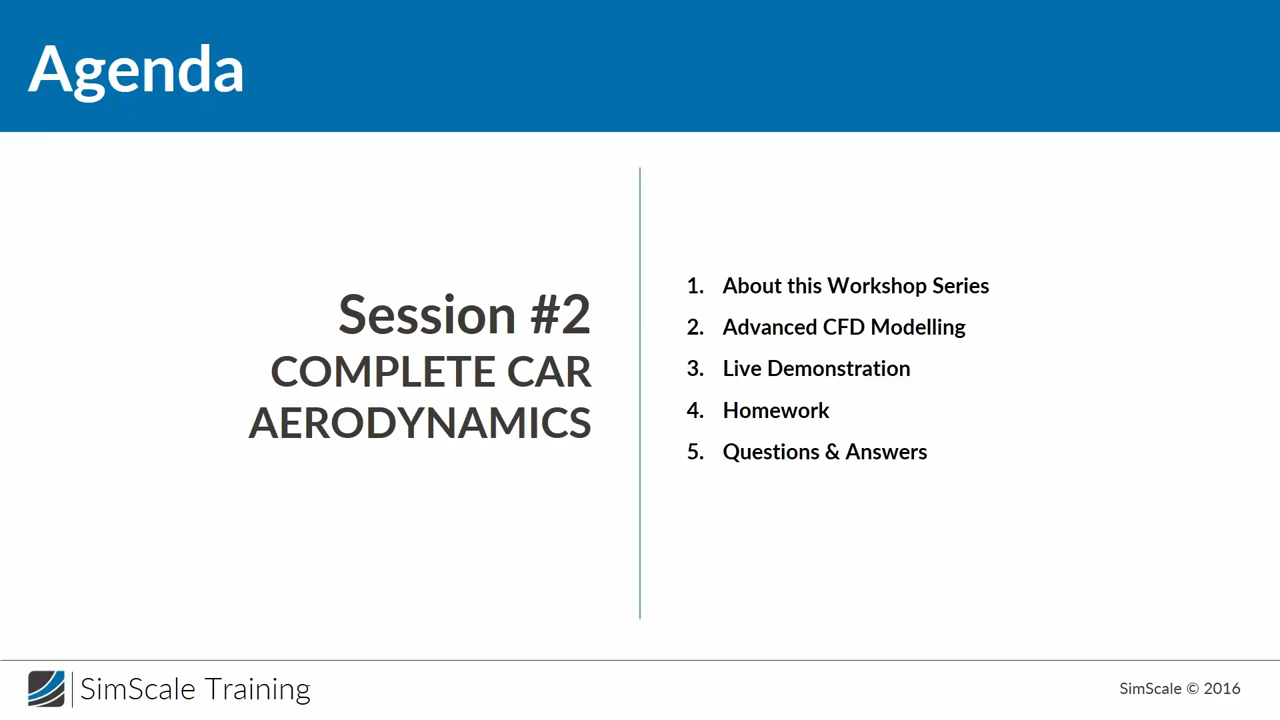 Agenda
Session #2
COMPLETE CAR
AERODYNAMICS
1. About this Workshop Series
2. Advanced CFD Modelling
3. Live Demonstration
4. Homework
5. Questions & Answers
SimScale Training
SimScale © 2016